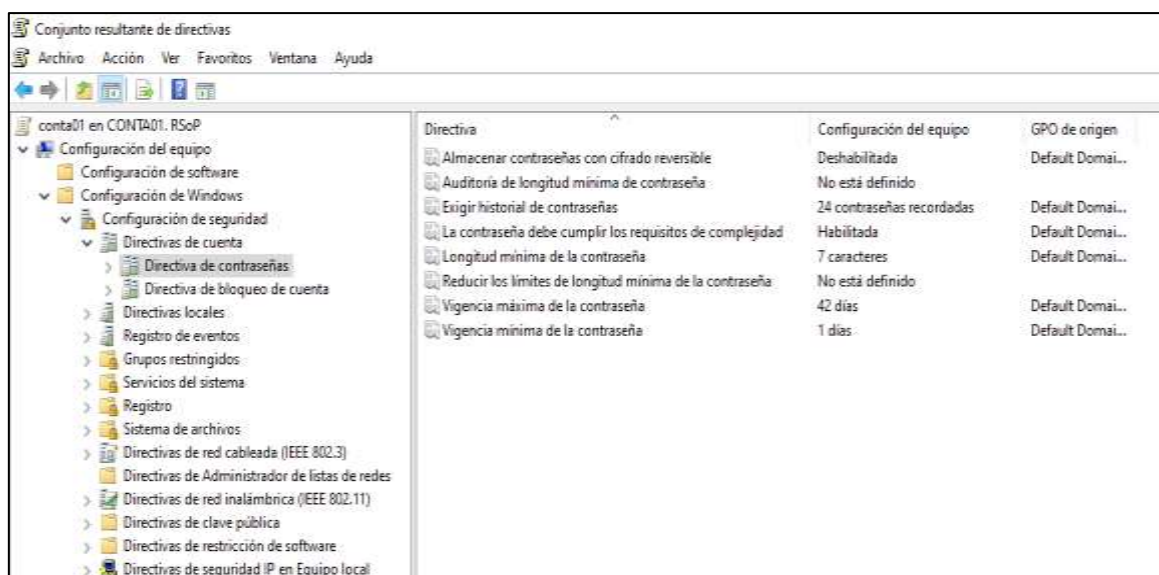 Conjunto resultante de directivas
Archivo Acción Ver Favoritos Ventana Ayuda
conta01 en CONTA01. RSoP
Configuración del equipo
Configuración de software
Configuración de Windows
Configuración de seguridad
Directivas de cuenta
Directiva de contraseñas
Directiva de bloqueo de cuenta
Directivas locales
Registro de eventos
Grupos restringidos
Servicios del sistema
Registro
Sistema de archivos
Directivas de red cableada (IEEE 802.3)
Directivas de Administrador de listas de redes
Directivas de red inalámbrica (IEEE 802.11)
Directivas de clave pública
Directivas de restricción de software
Directivas de seguridad IP en Equipo local
Directiva Configuración del equipo GPO de origen
Almacenar contraseñas con cifrado reversible Deshabilitada Default Domai...
Auditoría de longitud mínima de contraseña No está definido
Exigir historial de contraseñas 24 contraseñas recordadas Default Domai...
La contraseña debe cumplir los requisitos de complejidad Habilitada Default Domai...
Longitud mínima de la contraseña 7 caracteres Default Domai...
Reducir los límites de longitud mínima de la contraseña No está definido
Vigencia máxima de la contraseña 42 días Default Domai...
Vigencia mínima de la contraseña 1 días Default Domai...